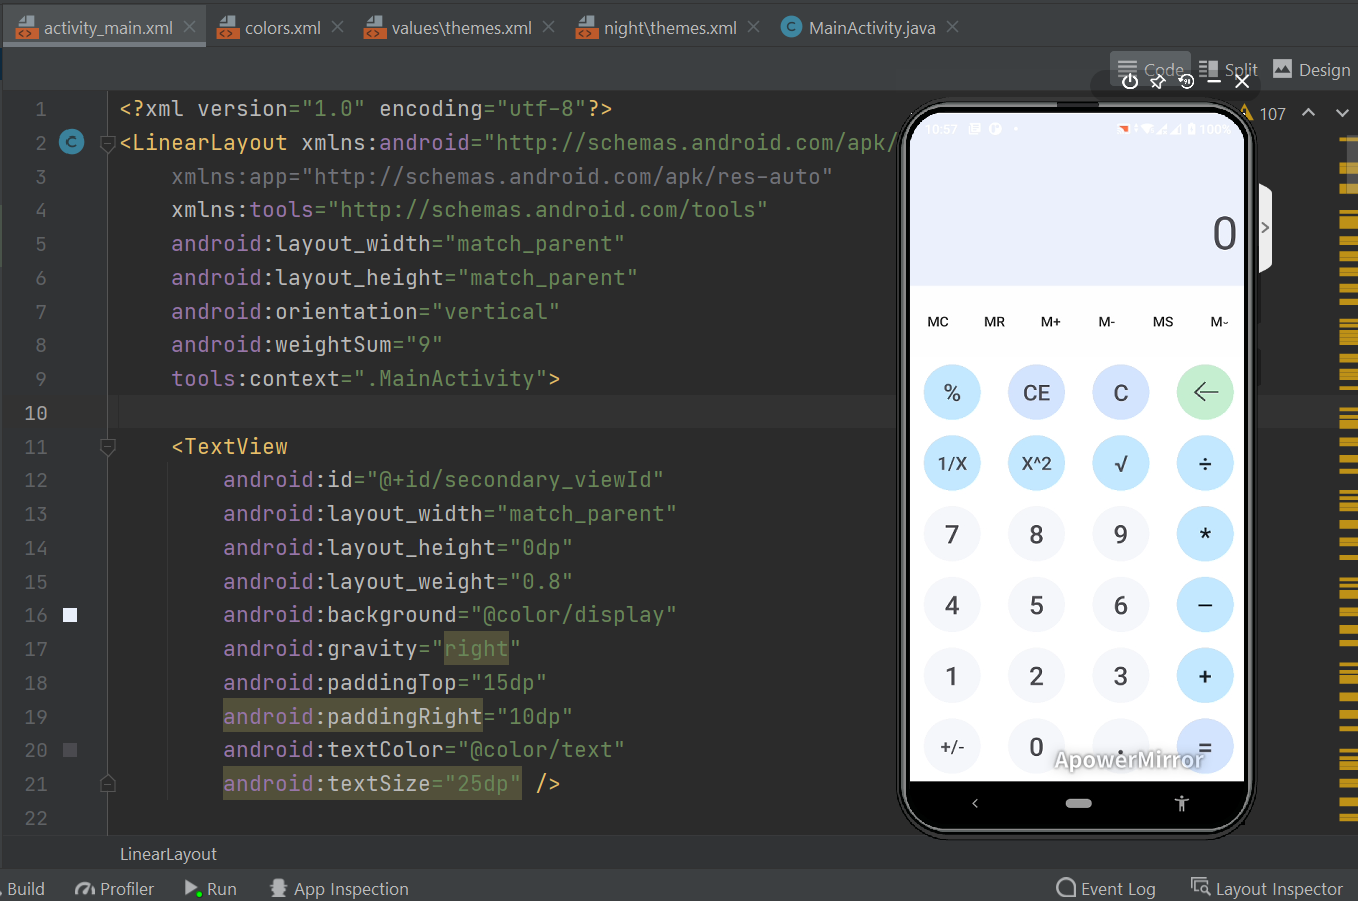 activity_main.xml colors.xml values\themes.xml night\themes.xml MainActivity.java
Code Split Design
107
1 <?xml version="1.0" encoding="utf-8"?>
2 <LinearLayout xmlns:android="http://schemas.android.com/apk/
3 xmlns:app="http://schemas.android.com/apk/res-auto"
4 xmlns:tools="http://schemas.android.com/tools"
5 android:layout_width="match_parent"
6 android:layout_height="match_parent"
7 android:orientation="vertical"
8 android:weightSum="9"
9 tools:context=".MainActivity">
10
11 <TextView
12 android:id="@+id/secondary_viewId"
13 android:layout_width="match_parent"
14 android:layout_height="0dp"
15 android:layout_weight="0.8"
16 android:background="@color/display"
17 android:gravity="right"
18 android:paddingTop="15dp"
19 android:paddingRight="10dp"
20 android:textColor="@color/text"
21 android:textSize="25dp" />
22
LinearLayout
Build Profiler Run App Inspection Event Log Layout Inspector
10:57 100%
0
MC MR M+ M- MS M⌄
% CE C
1/X X^2 √ ÷
7 8 9 *
4 5 6 −
1 2 3 +
+/- 0 . =
ApowerMirror